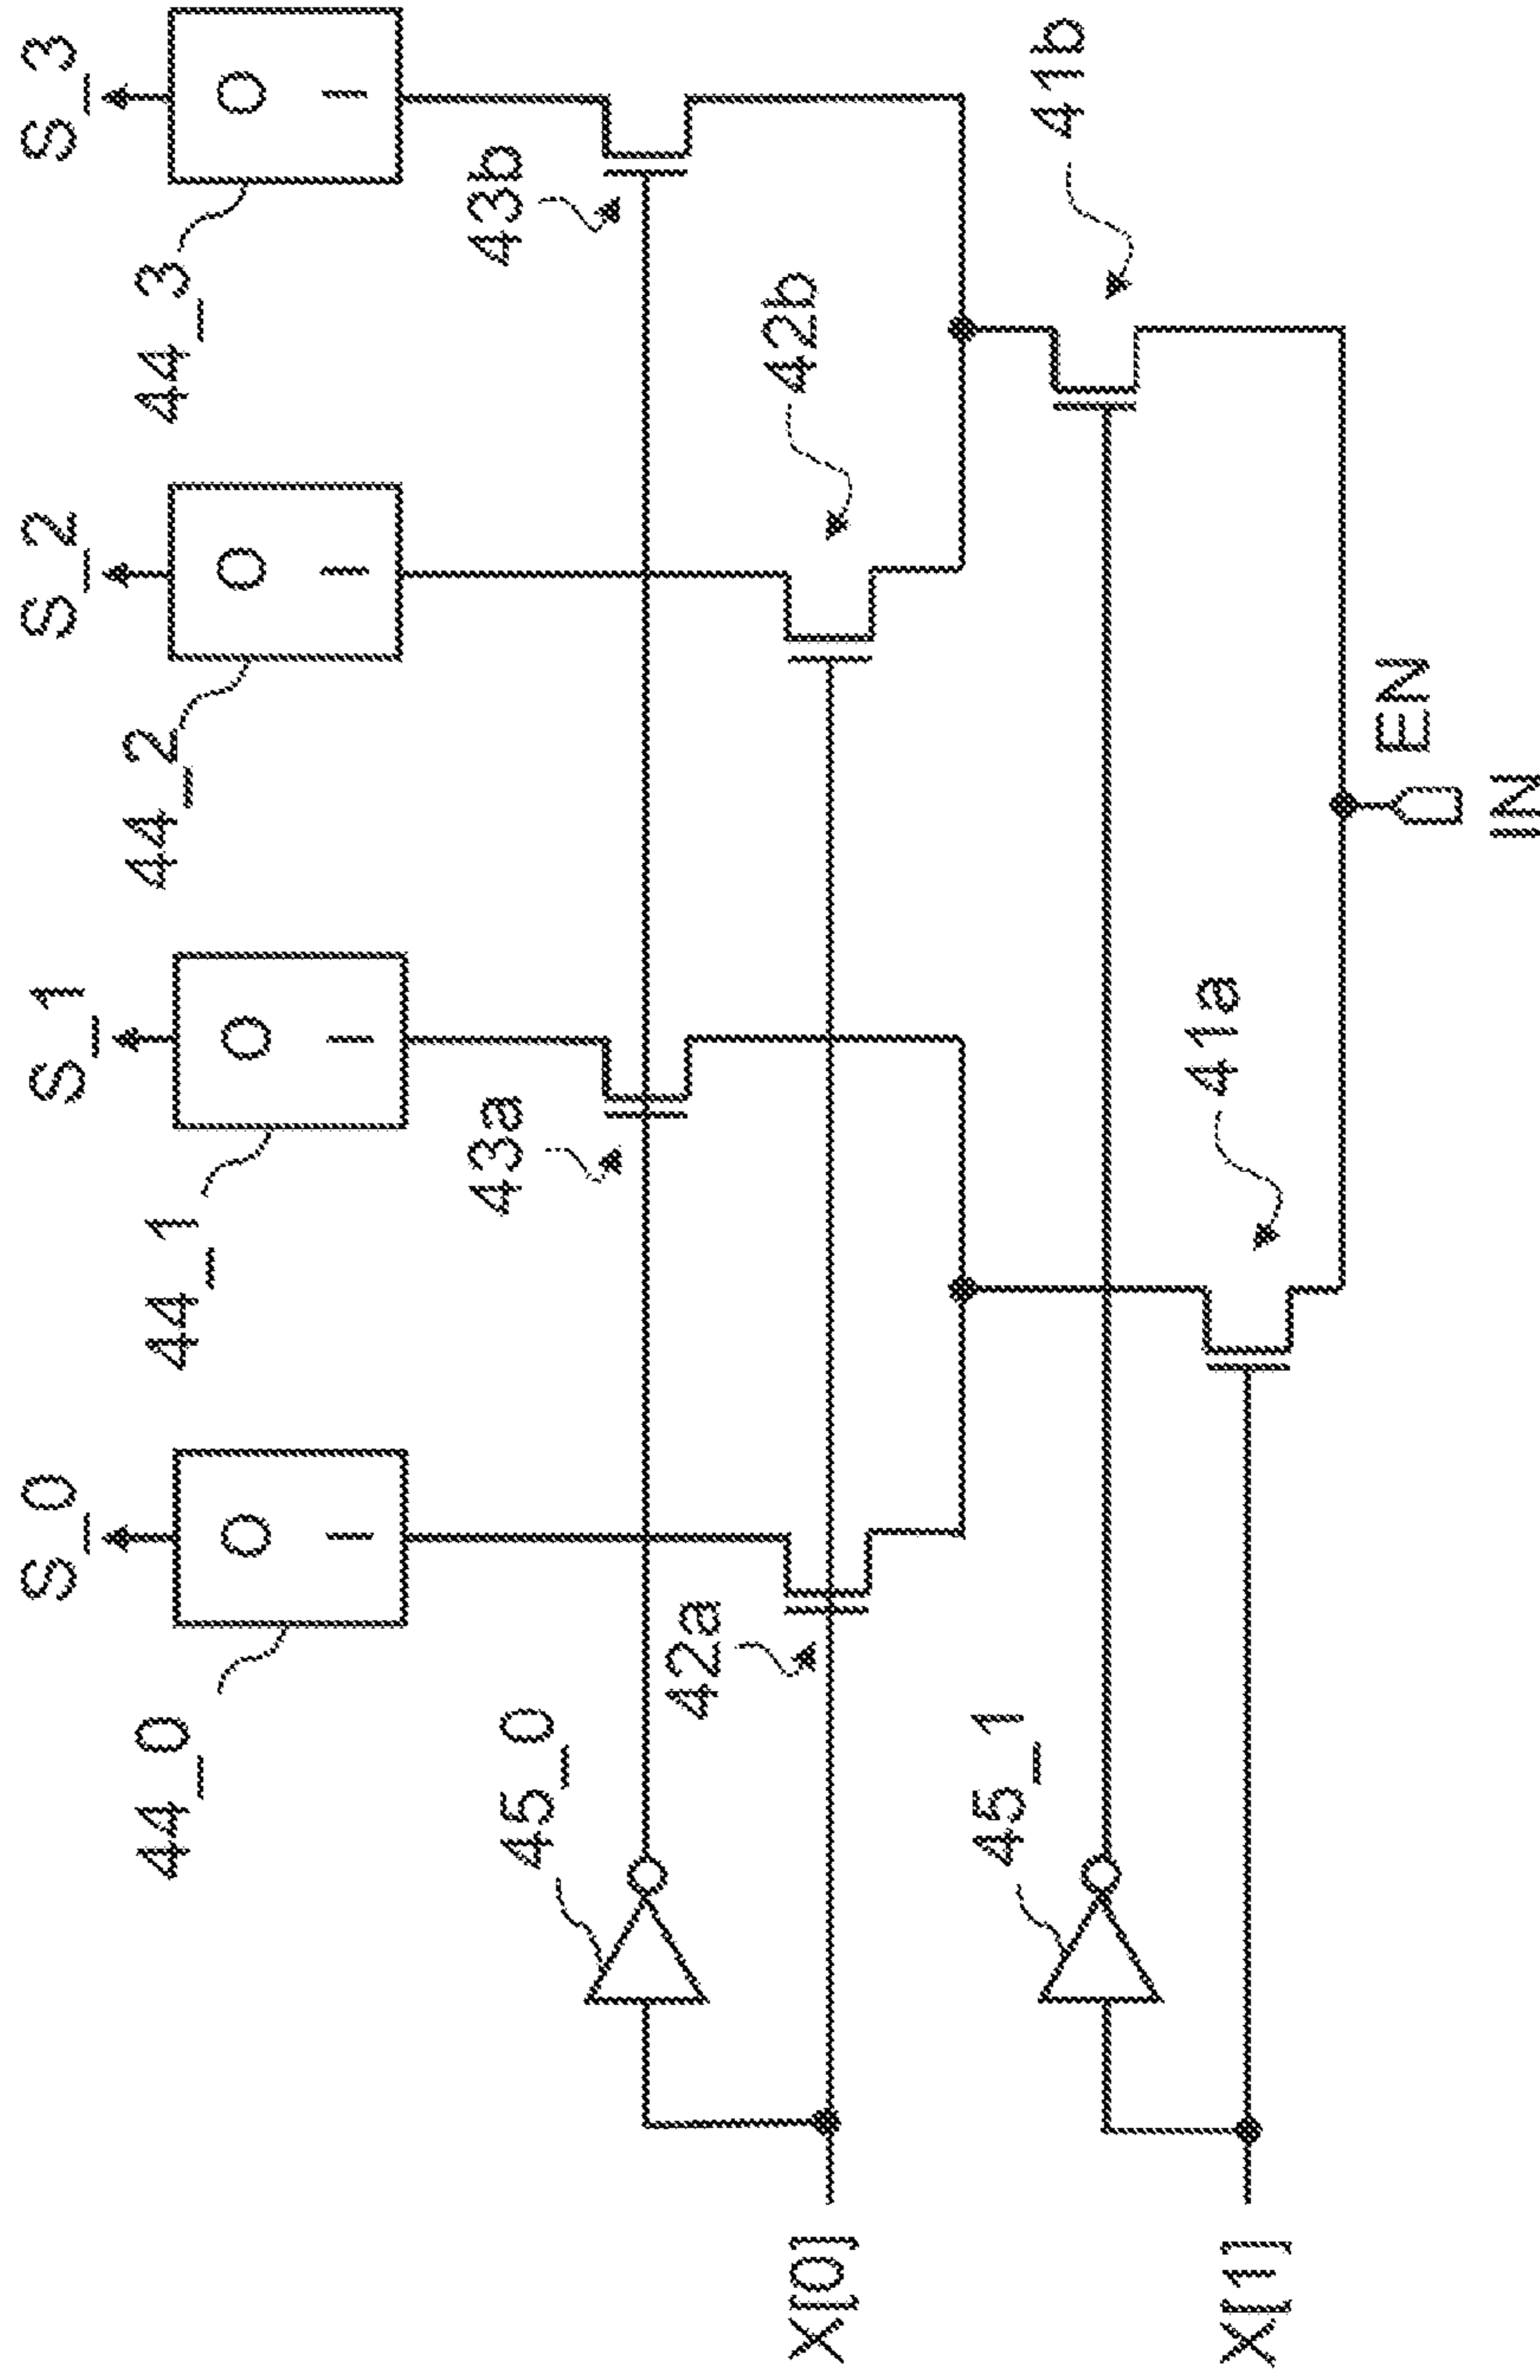 S_0
S_1
S_2
S_3
O
O
O
O
I
I
I
I
44_0
44_1
44_2
44_3
45_0
43a
43b
42a
42b
X[0]
45_1
41b
41a
X[1]
EN
IN